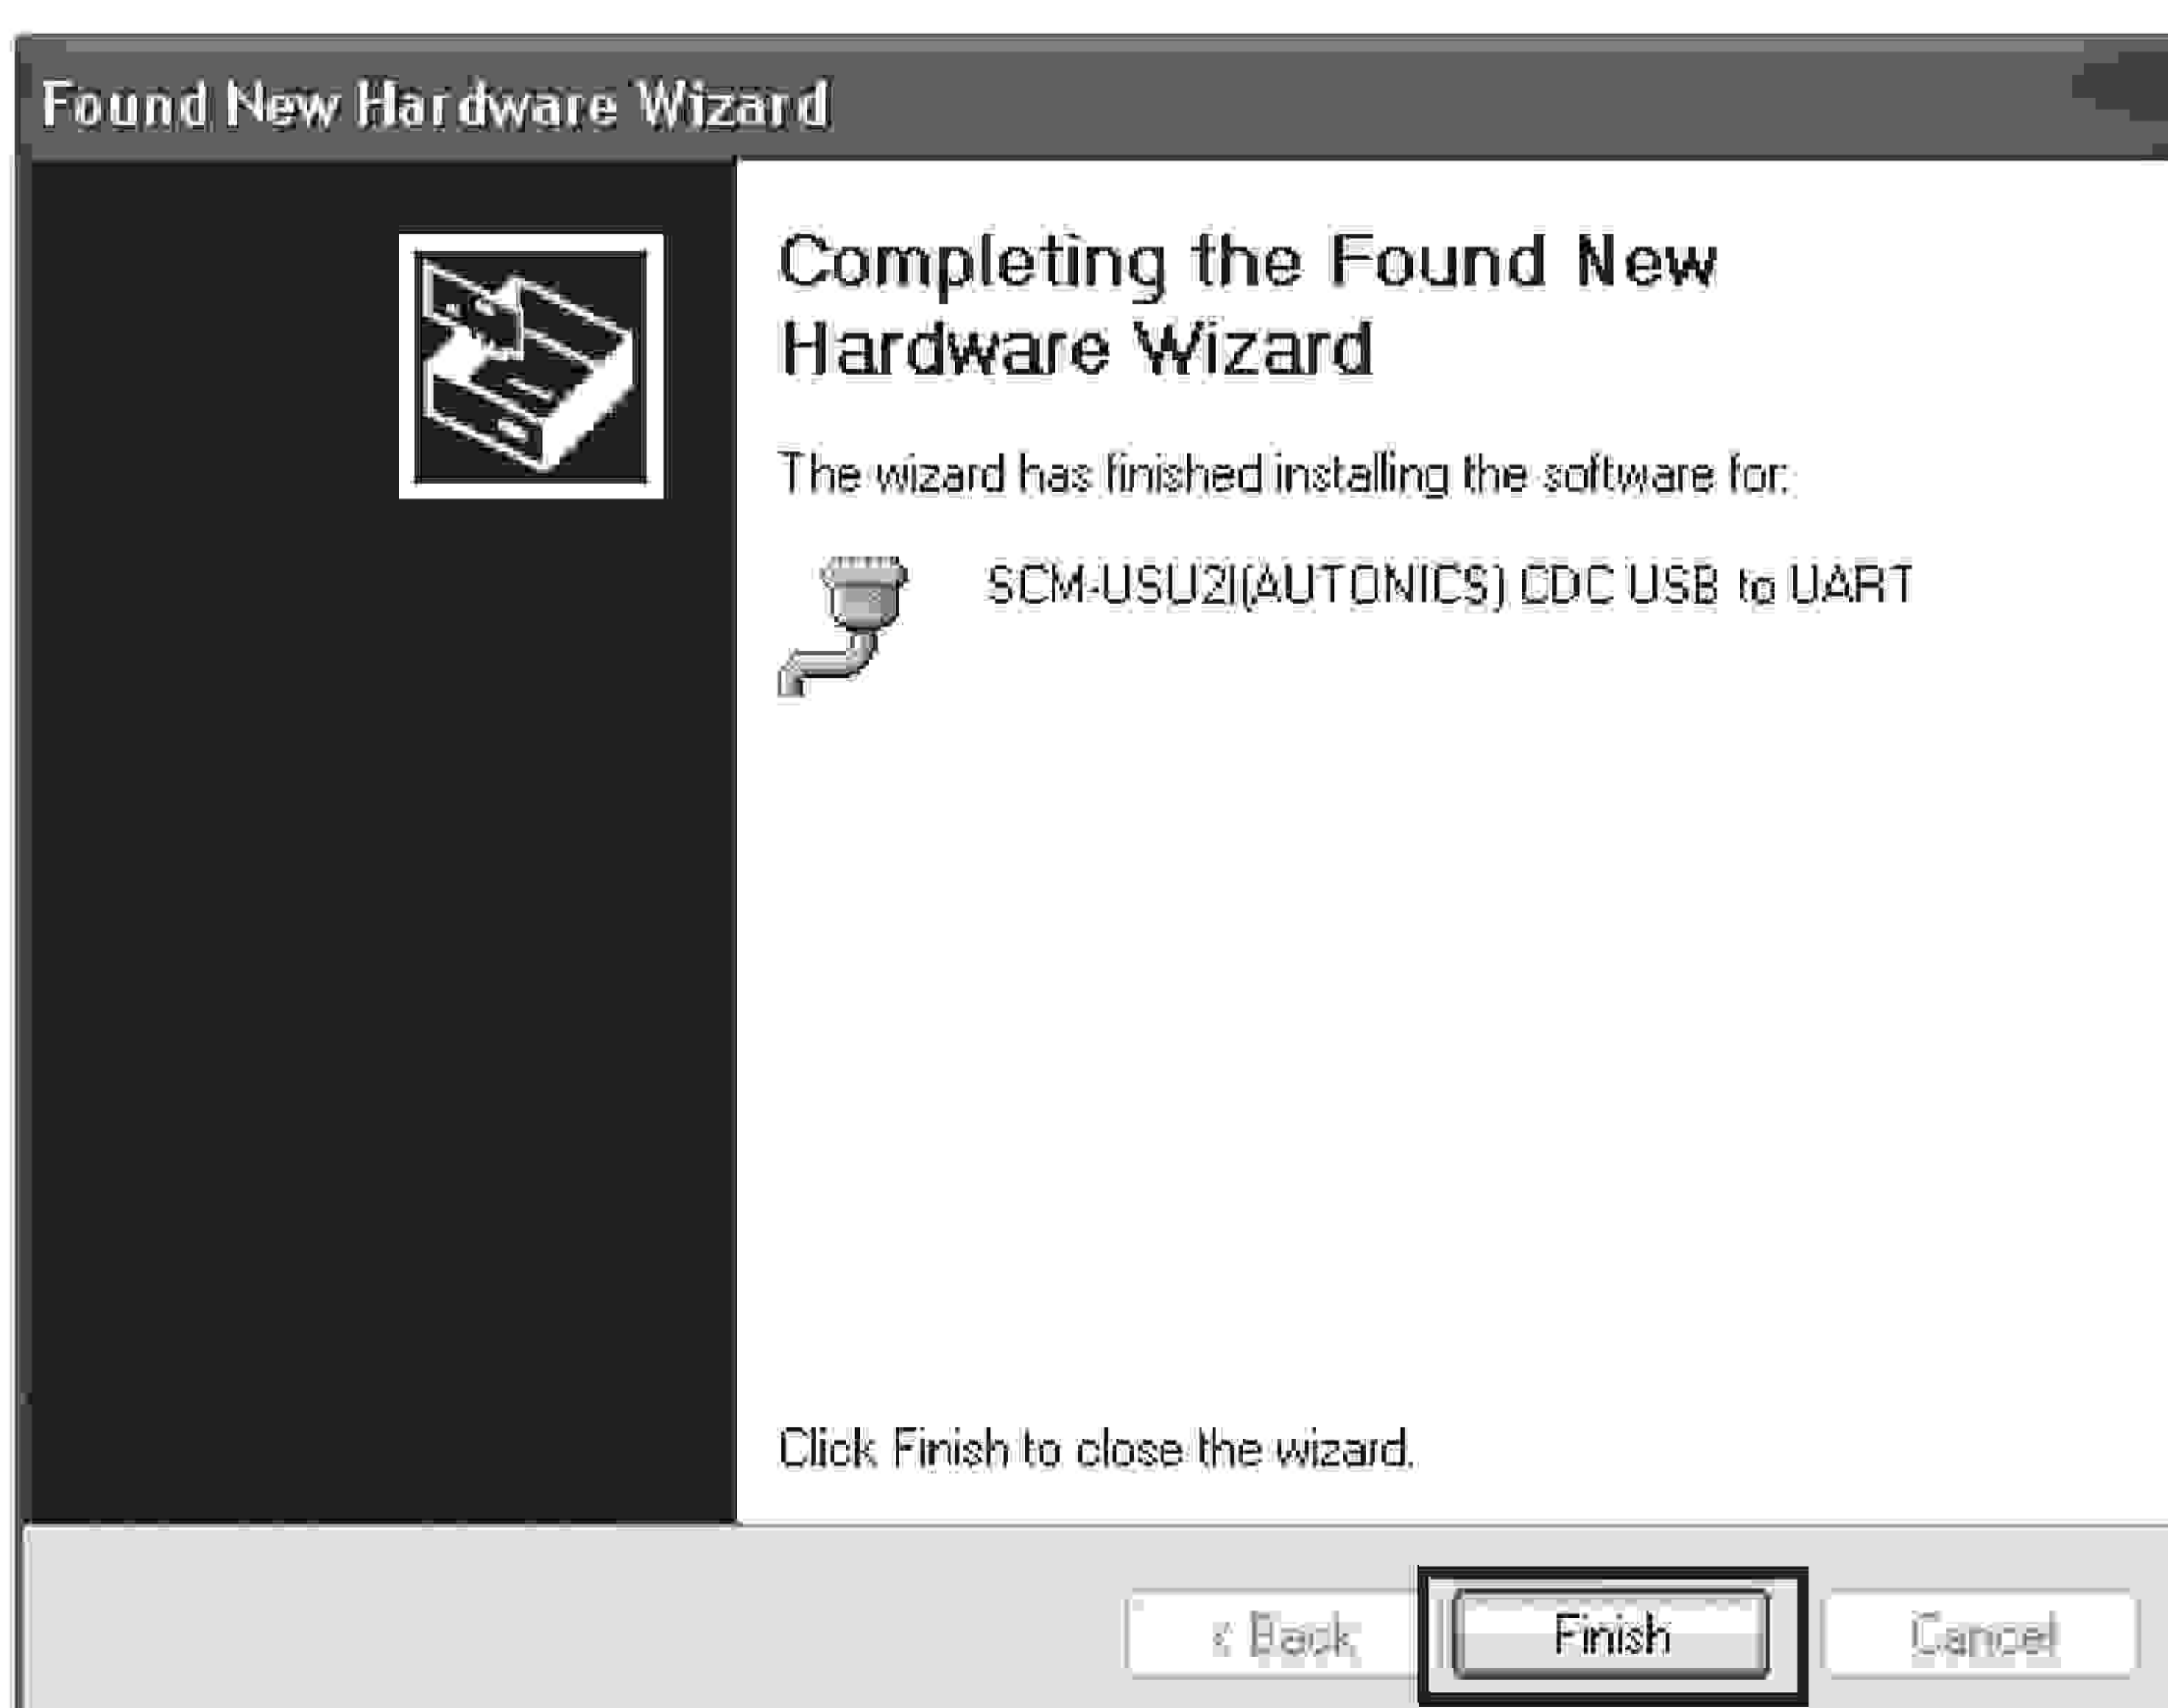 Found New Hardware Wizard
Completing the Found New
Hardware Wizard
The wizard has finished installing the software for:
SCM-USU2I(AUTONICS) CDC USB to UART
Click Finish to close the wizard.
< Back
Finish
Cancel